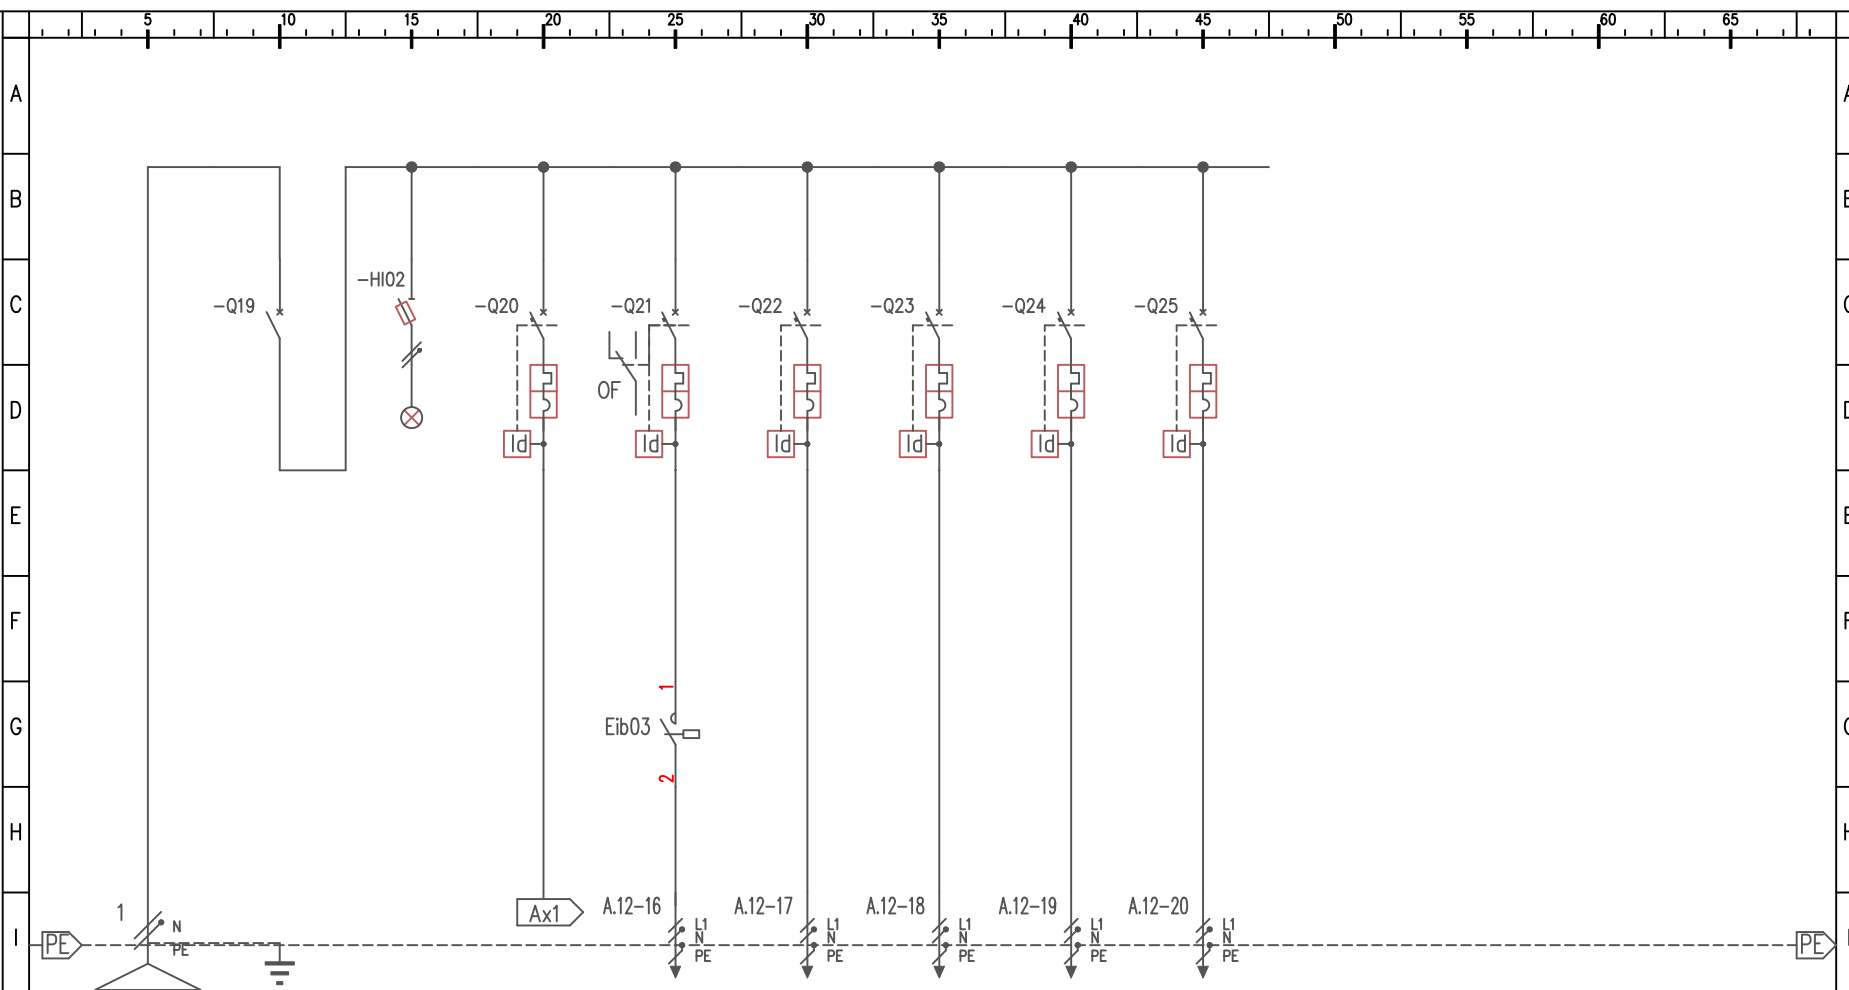 5 10 15 20 25 30 35 40 45 50 55 60 65
A A
B B
-HI02
C -Q19 -Q20 -Q21 -Q22 -Q23 -Q24 -Q25 C
D OF D
Id Id Id Id Id Id
E E
F F
1
G Eib03 G
2
H H
1 Ax1 A.12-16 A.12-17 A.12-18 A.12-19 A.12-20
N L1 L1 L1 L1 L1
I N N N N N I
PE PE PE PE PE PE PE PE